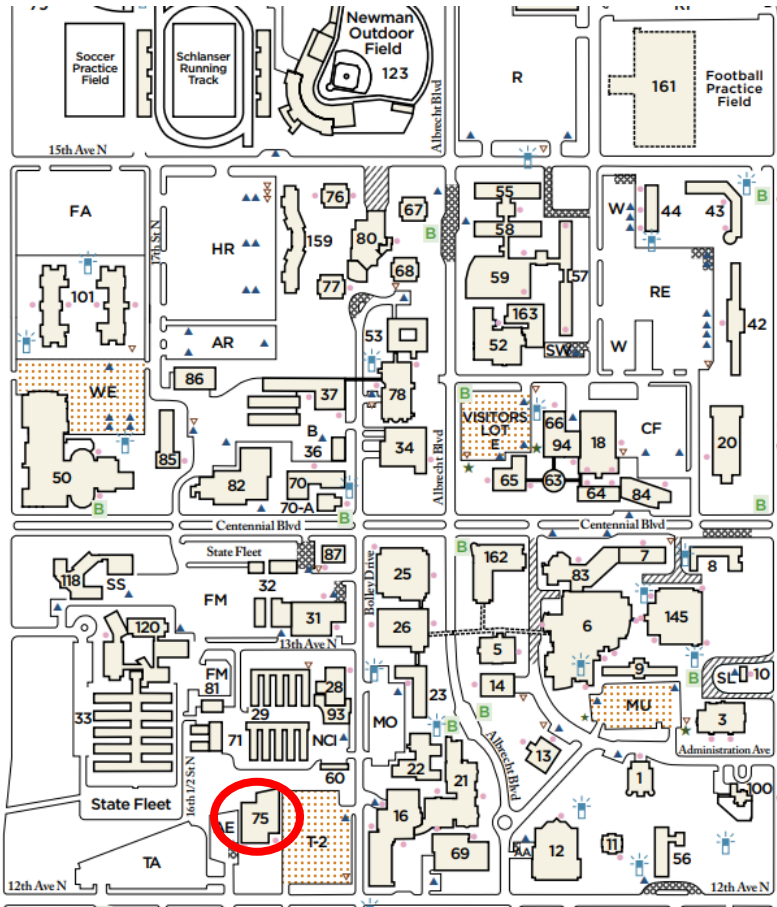 Newman
Outdoor
Field
123
Soccer
Practice
Field
Schlanser
Running
Track
R
161
Football
Practice
Field
Albrecht Blvd
15th Ave N
FA
17th St N
HR
76
159
80
67
B
77
68
55
58
59
57
163
52
SW
W
44
43
B
RE
42
W
101
AR
53
86
37
78
WE
B
36
34
Albrecht Blvd
B
VISITORS
LOT
E
66
94
18
CF
20
50
85
82
70
70-A
65
63
64
84
B
B
B
B
Centennial Blvd
Centennial Blvd
State Fleet
87
118
SS
32
FM
31
13th Ave N
Bolley Drive
25
26
B
162
83
7
8
6
145
120
5
9
B
SL
10
FM
81
28
93
29
23
14
MO
B
B
MU
3
33
71
NCI
60
Albrecht Blvd
13
Administration Ave
22
21
1
100
16 1/2 St N
State Fleet
AE
75
T-2
16
69
AA
12
11
56
TA
12th Ave N
12th Ave N